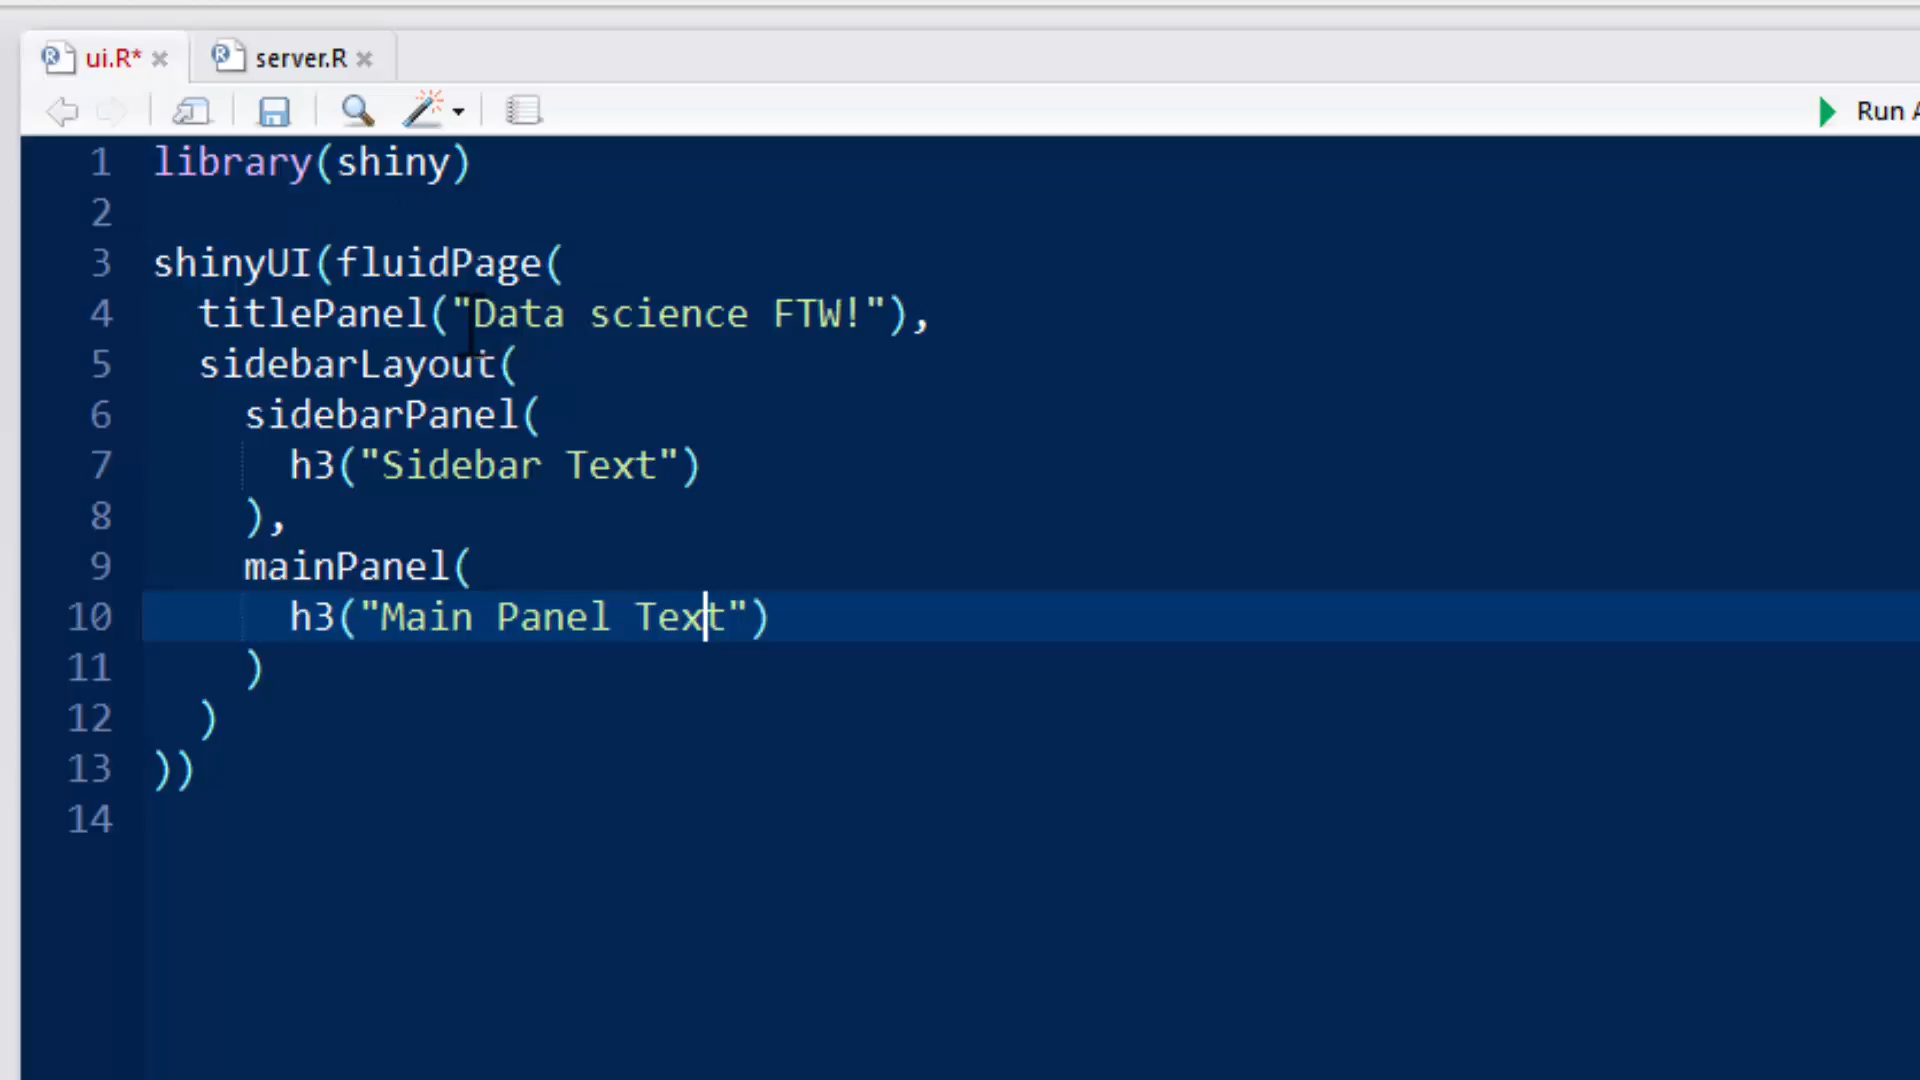 ui.R* server.R
Run
1 library(shiny)
2
3 shinyUI(fluidPage(
4   titlePanel("Data science FTW!"),
5   sidebarLayout(
6     sidebarPanel(
7       h3("Sidebar Text")
8     ),
9     mainPanel(
10       h3("Main Panel Text")
11     )
12   )
13 ))
14